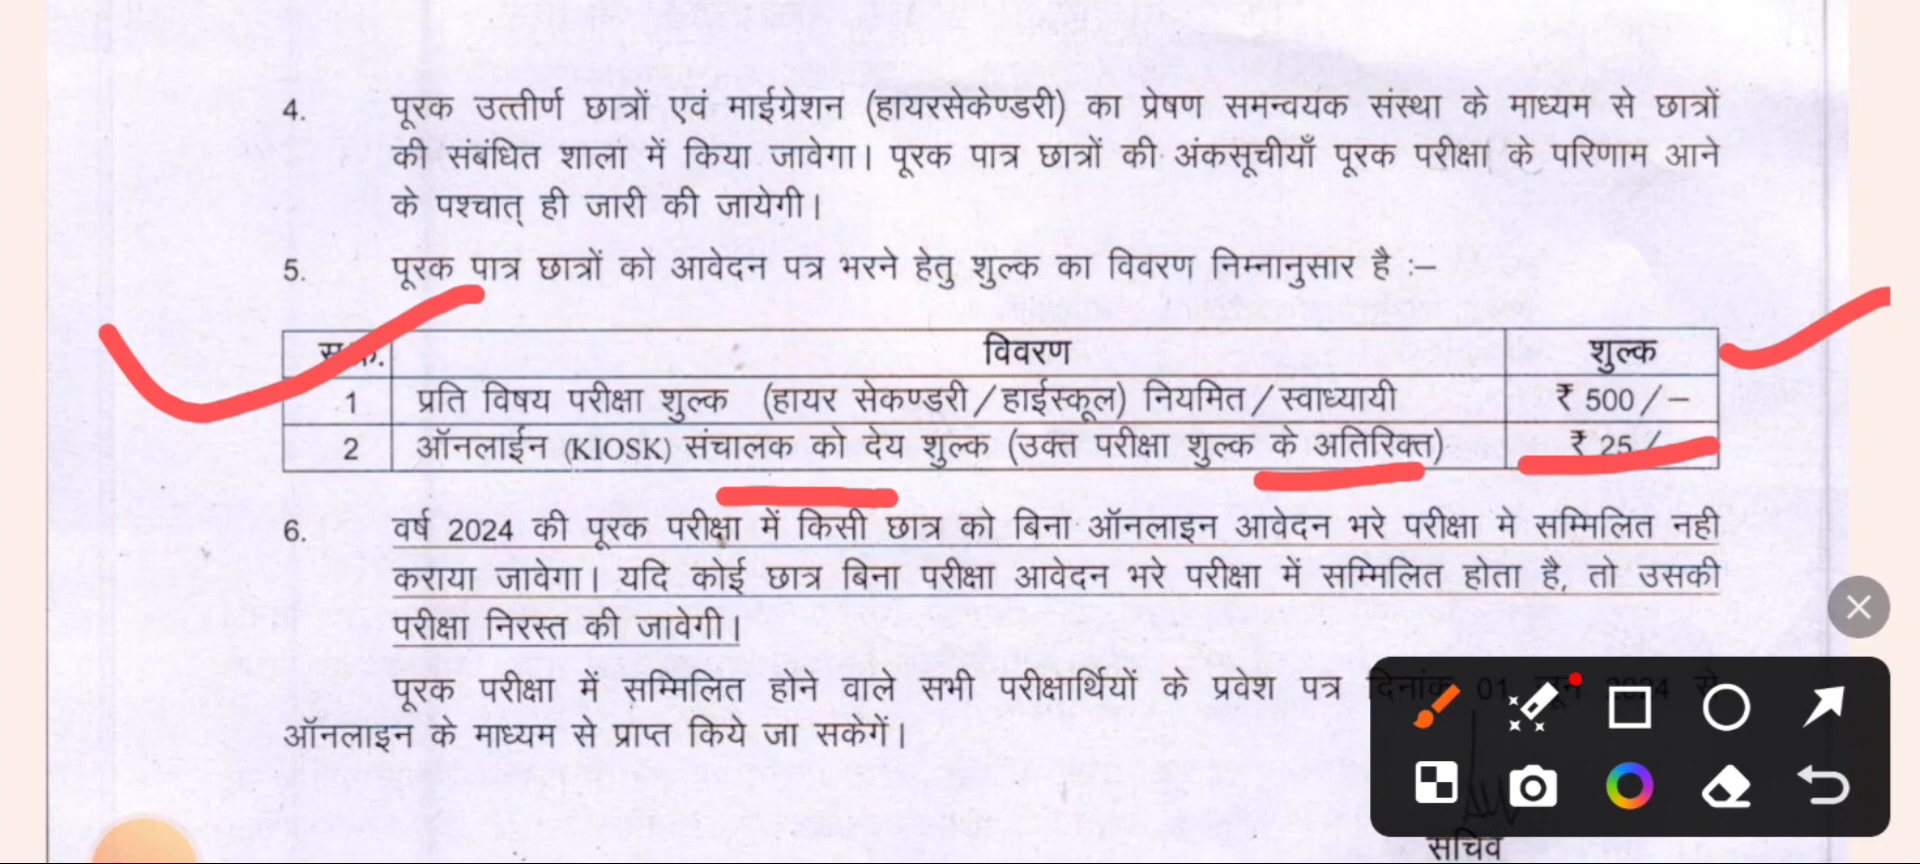 4. पूरक उत्तीर्ण छात्रों एवं माईग्रेशन (हायरसेकेण्डरी) का प्रेषण समन्वयक संस्था के माध्यम से छात्रों
की संबंधित शाला में किया जावेगा। पूरक पात्र छात्रों की अंकसूचीयाँ पूरक परीक्षा के परिणाम आने
के पश्चात् ही जारी की जायेगी।
5. पूरक पात्र छात्रों को आवेदन पत्र भरने हेतु शुल्क का विवरण निम्नानुसार है :–
स.क्र. विवरण शुल्क
1 प्रति विषय परीक्षा शुल्क (हायर सेकण्डरी/हाईस्कूल) नियमित/स्वाध्यायी ₹ 500/–
2 ऑनलाईन (KIOSK) संचालक को देय शुल्क (उक्त परीक्षा शुल्क के अतिरिक्त) ₹ 25/–
6. वर्ष 2024 की पूरक परीक्षा में किसी छात्र को बिना ऑनलाइन आवेदन भरे परीक्षा मे सम्मिलित नही
कराया जावेगा। यदि कोई छात्र बिना परीक्षा आवेदन भरे परीक्षा में सम्मिलित होता है, तो उसकी
परीक्षा निरस्त की जावेगी।
पूरक परीक्षा में सम्मिलित होने वाले सभी परीक्षार्थियों के प्रवेश पत्र दिनांक 01 जून 2024 से
ऑनलाइन के माध्यम से प्राप्त किये जा सकेगें।
सचिव